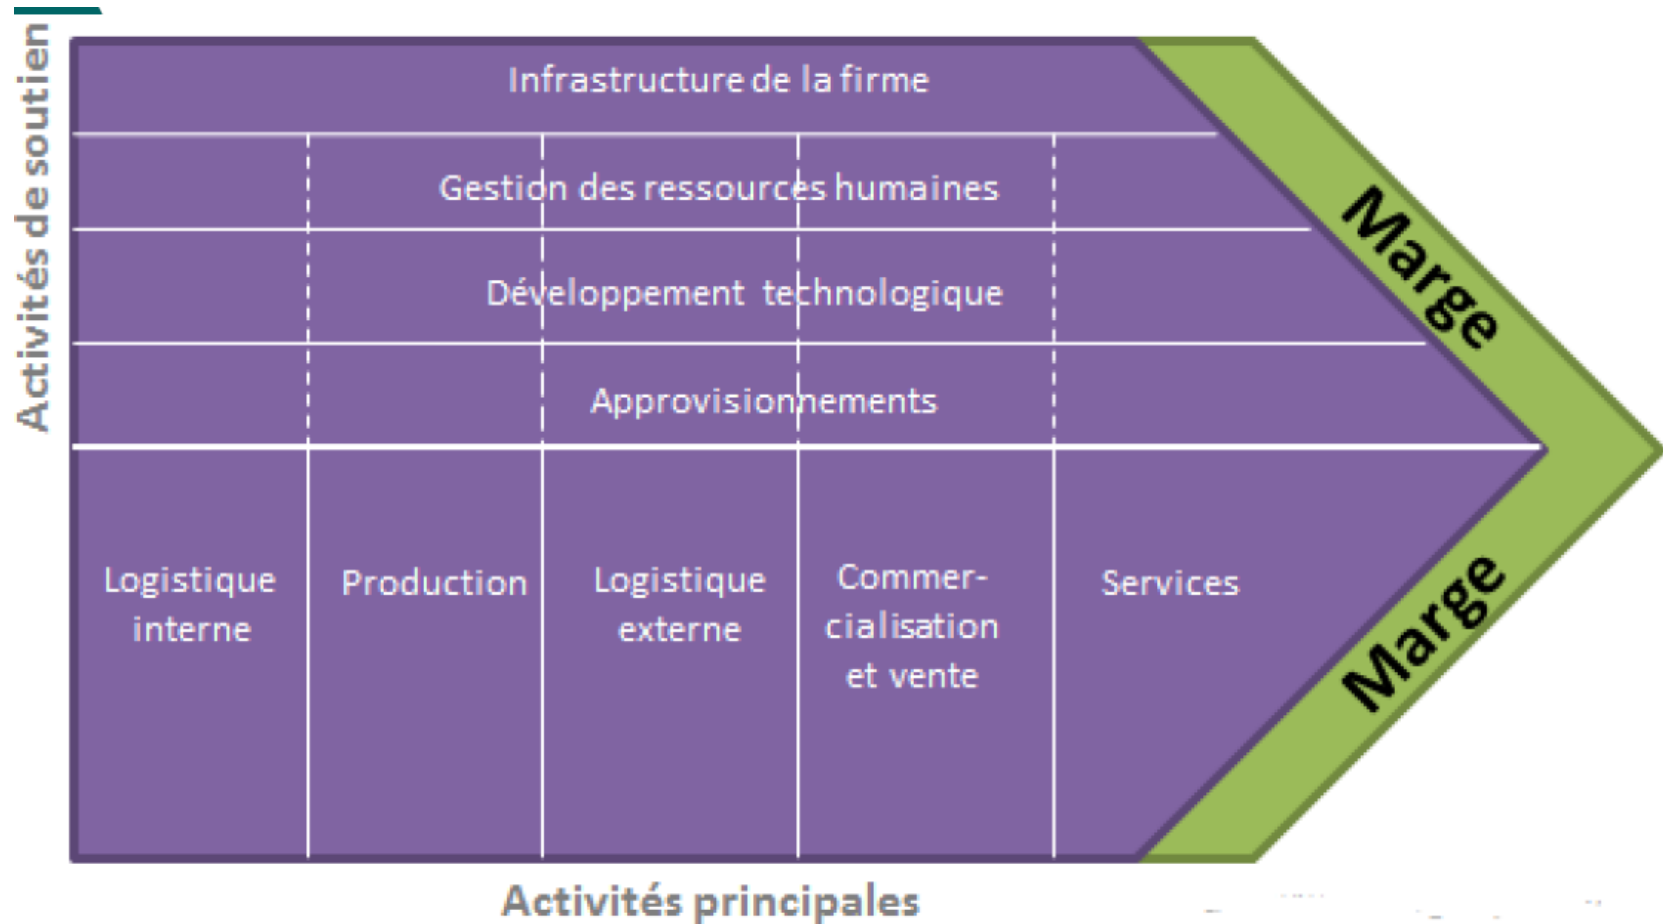 Activités de soutien
Infrastructure de la firme
Gestion des ressources humaines
Développement technologique
Approvisionnements
Logistique
interne
Production
Logistique
externe
Commer-
cialisation
et vente
Services
Marge
Marge
Activités principales